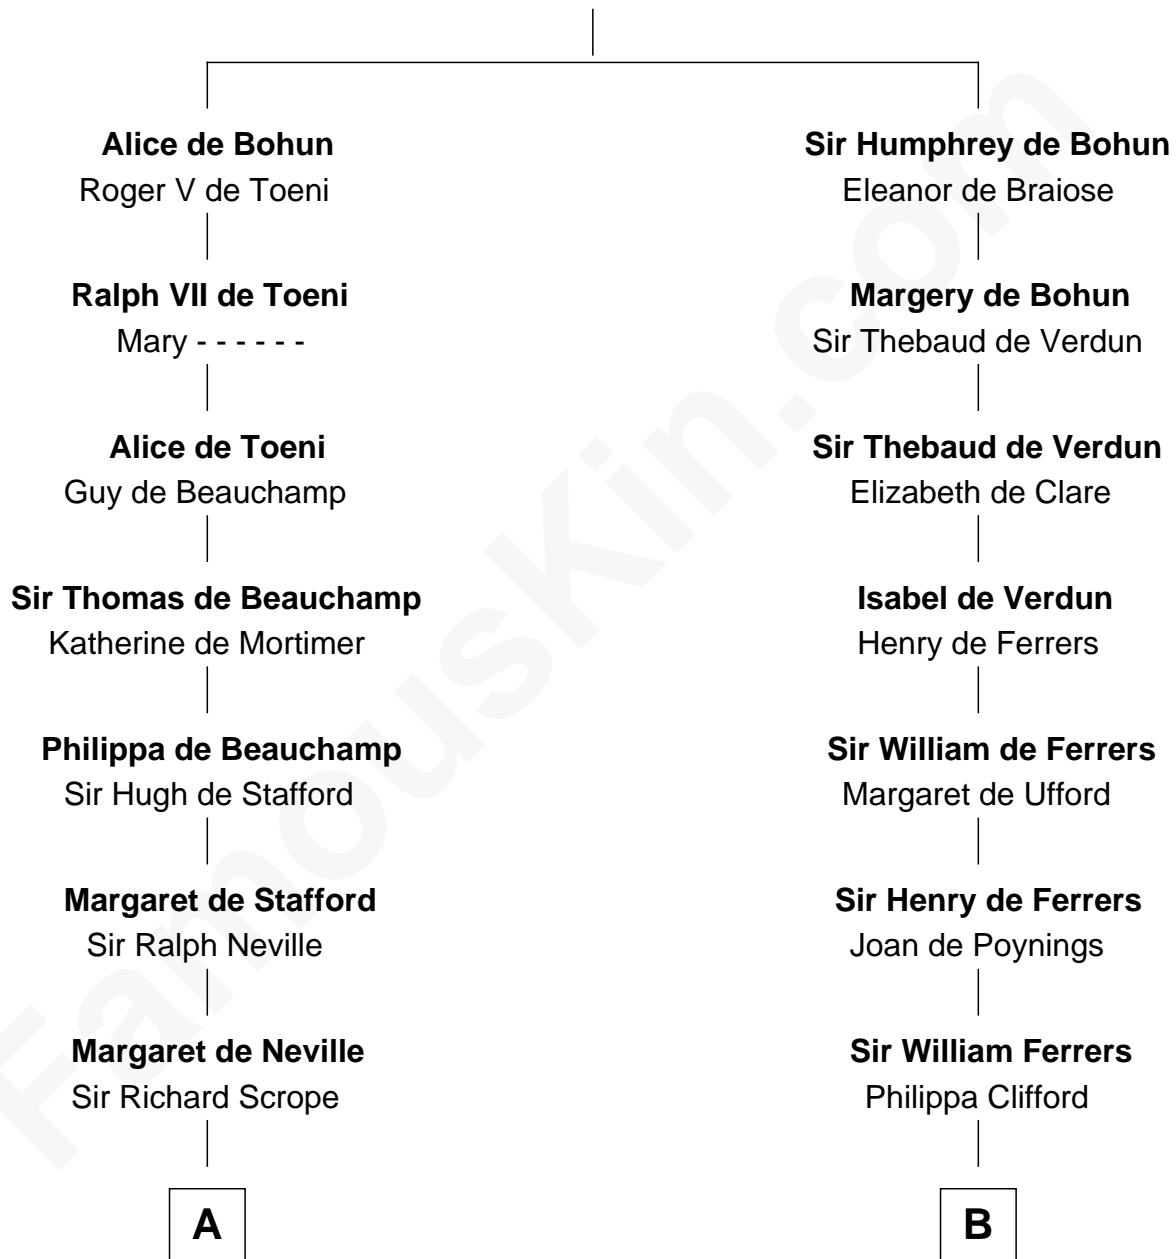 Alice de Bohun
Roger V de Toeni
Ralph VII de Toeni
Mary - - - - - -
Alice de Toeni
Guy de Beauchamp
Sir Thomas de Beauchamp
Katherine de Mortimer
Philippa de Beauchamp
Sir Hugh de Stafford
Margaret de Stafford
Sir Ralph Neville
Margaret de Neville
Sir Richard Scrope
A
Sir Humphrey de Bohun
Eleanor de Braiose
Margery de Bohun
Sir Thebaud de Verdun
Sir Thebaud de Verdun
Elizabeth de Clare
Isabel de Verdun
Henry de Ferrers
Sir William de Ferrers
Margaret de Ufford
Sir Henry de Ferrers
Joan de Poynings
Sir William Ferrers
Philippa Clifford
B
FamousKin.com